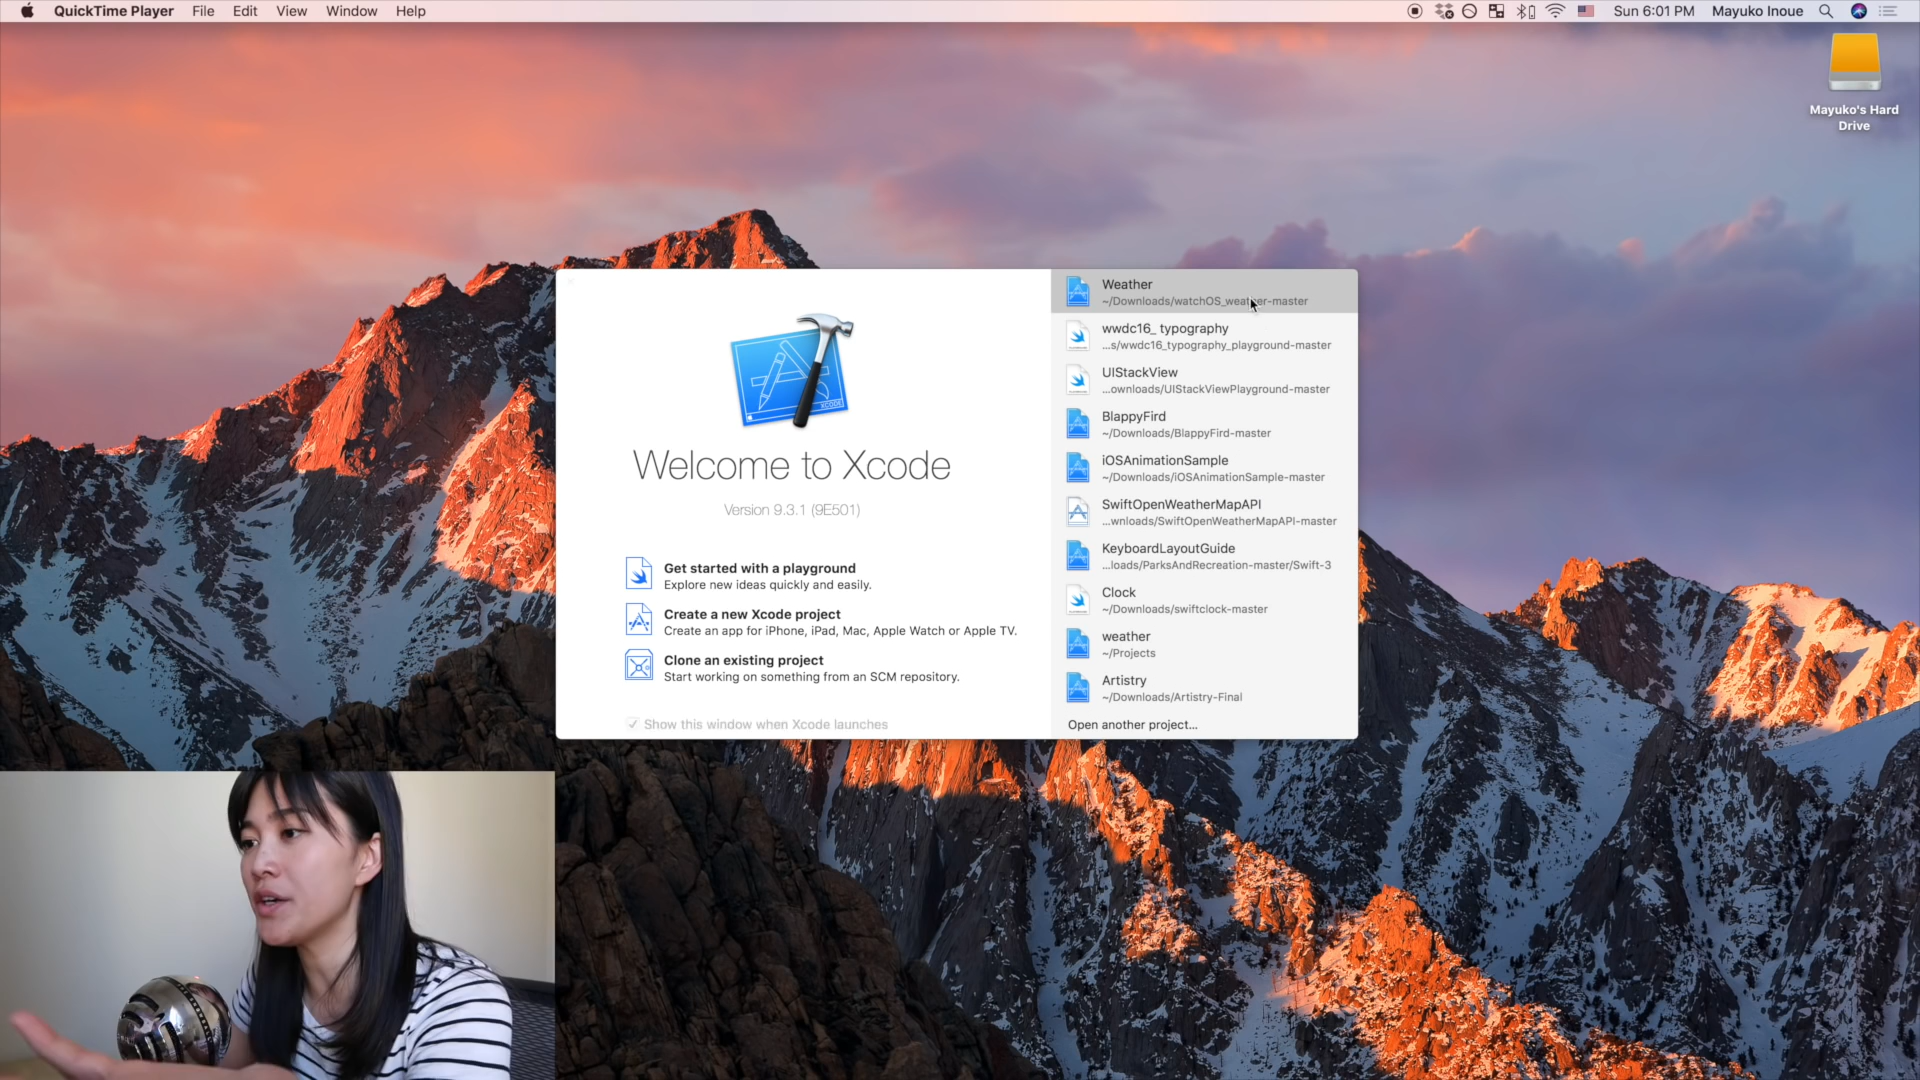 QuickTime Player File Edit View Window Help
Sun 6:01 PM Mayuko Inoue
Mayuko's Hard
Drive
XCODE
Welcome to Xcode
Version 9.3.1 (9E501)
Get started with a playground
Explore new ideas quickly and easily.
Create a new Xcode project
Create an app for iPhone, iPad, Mac, Apple Watch or Apple TV.
Clone an existing project
Start working on something from an SCM repository.
Show this window when Xcode launches
Weather
~/Downloads/watchOS_weather-master
wwdc16_ typography
...s/wwdc16_typography_playground-master
UIStackView
...ownloads/UIStackViewPlayground-master
BlappyFird
~/Downloads/BlappyFird-master
iOSAnimationSample
~/Downloads/iOSAnimationSample-master
SwiftOpenWeatherMapAPI
...wnloads/SwiftOpenWeatherMapAPI-master
KeyboardLayoutGuide
...loads/ParksAndRecreation-master/Swift-3
Clock
~/Downloads/swiftclock-master
weather
~/Projects
Artistry
~/Downloads/Artistry-Final
Open another project...